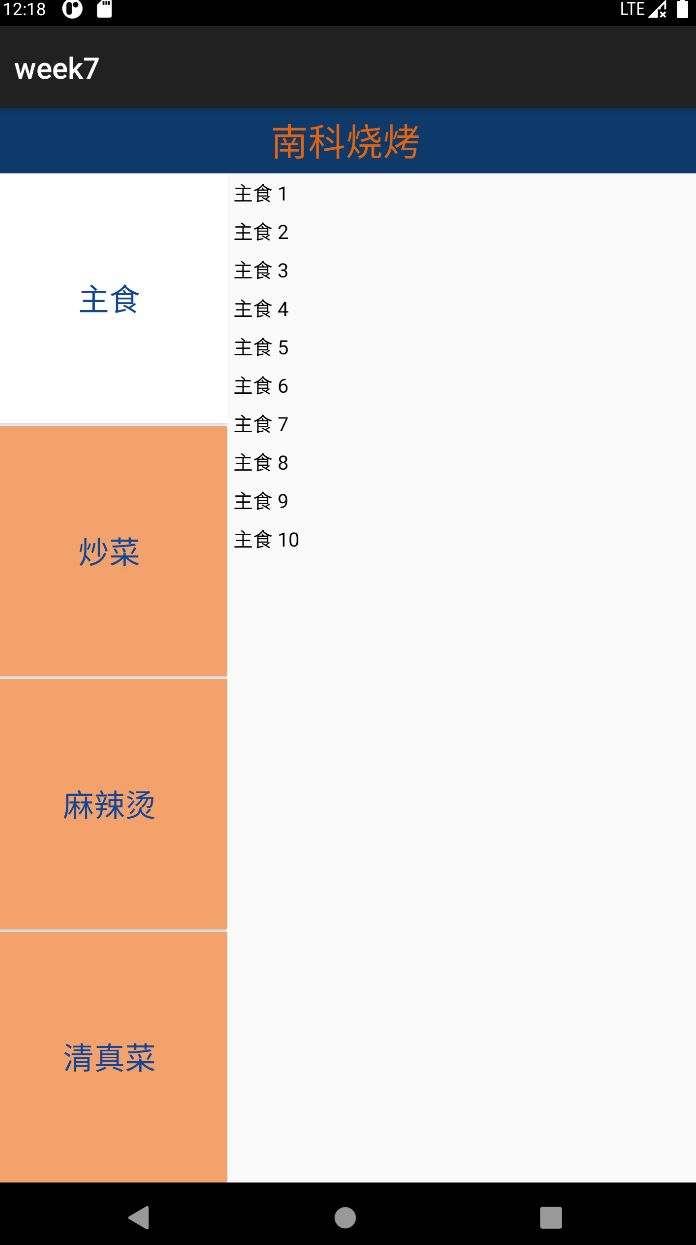 12:18 LTE
week7
南科烧烤
主食
炒菜
麻辣烫
清真菜
主食 1
主食 2
主食 3
主食 4
主食 5
主食 6
主食 7
主食 8
主食 9
主食 10